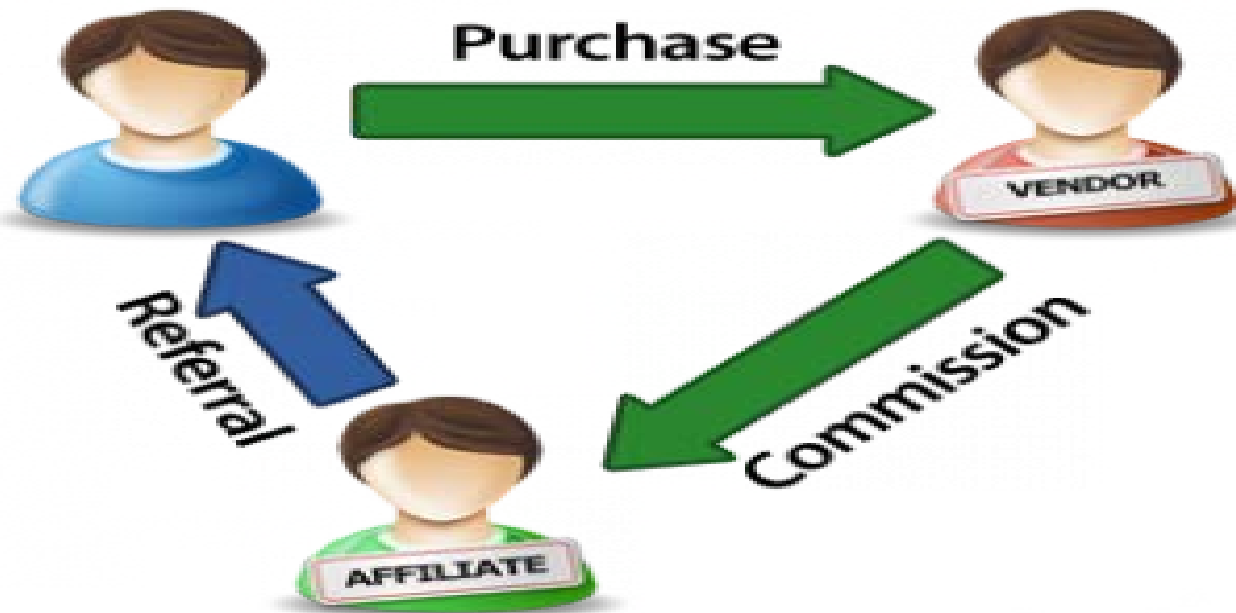 Purchase
VENDOR
Referral
Commission
AFFILIATE